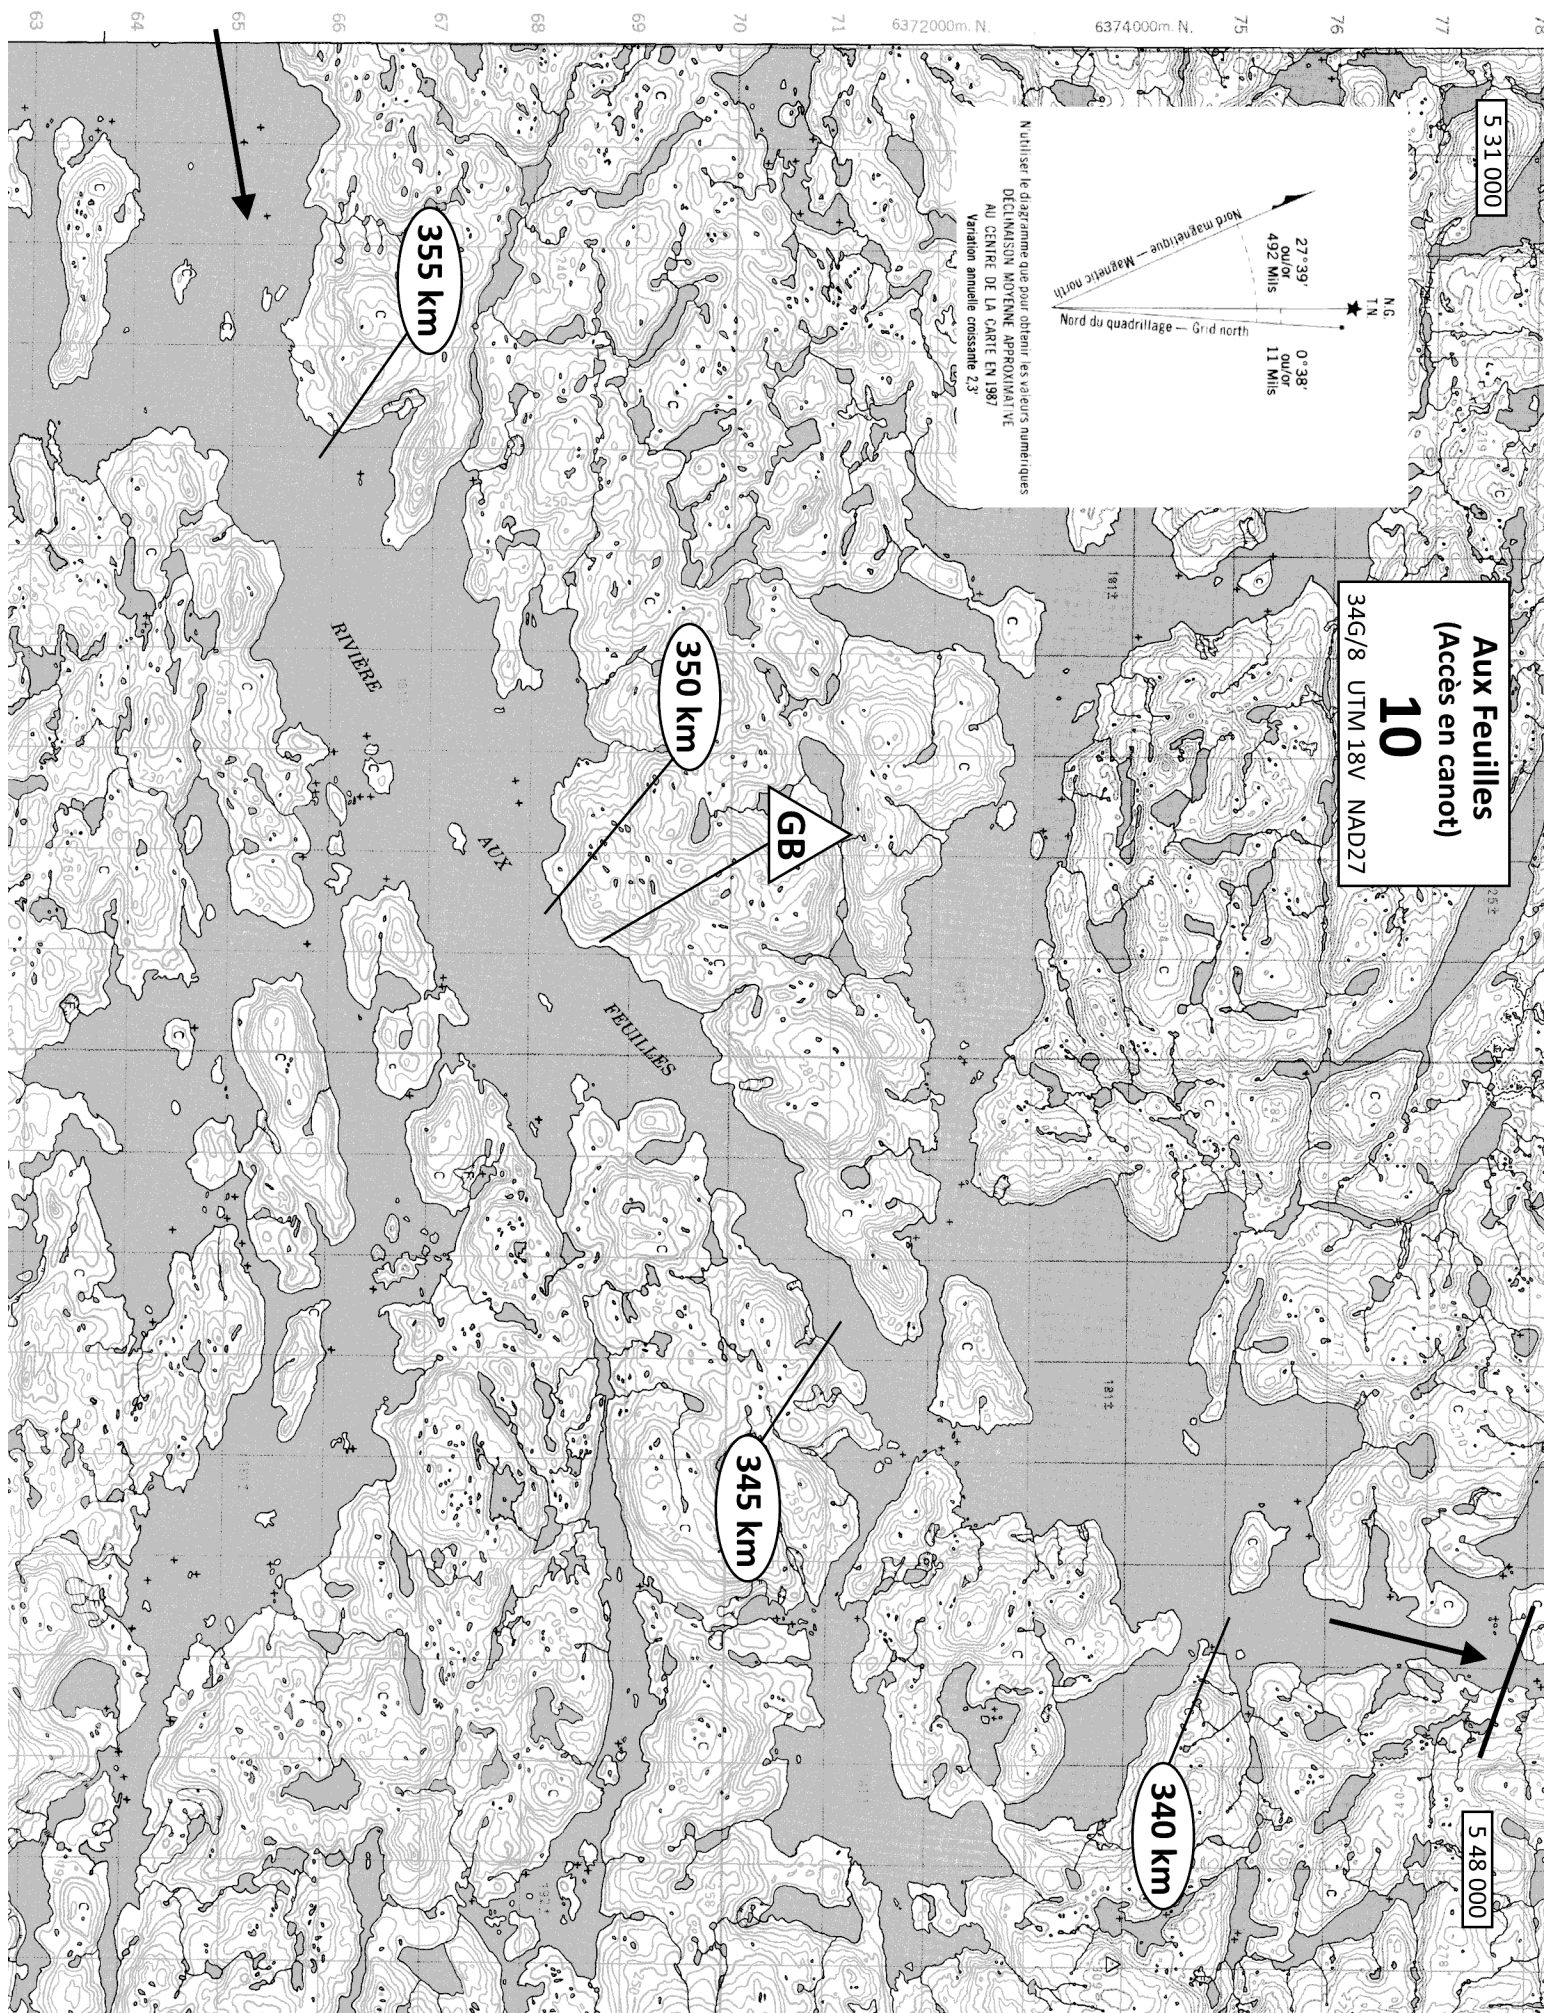 Aux Feuilles
(Accès en canot)
10
34G/8 UTM 18V NAD27
5 31 000
5 48 000
N.G.
T.N.
27°39'
ou/or
492 Mils
0°38'
ou/or
11 Mils
Nord magnétique — Magnetic north
Nord du quadrillage — Grid north
N'utiliser le diagramme que pour obtenir les valeurs numériques
DÉCLINAISON MOYENNE APPROXIMATIVE
AU CENTRE DE LA CARTE EN 1987
Variation annuelle croissante 2,3'
78
77
76
75
6374000m. N.
6372000m. N.
71
70
69
68
67
66
65
64
63
355 km
350 km
345 km
340 km
GB
RIVIÈRE
AUX
FEUILLES
181±
181±